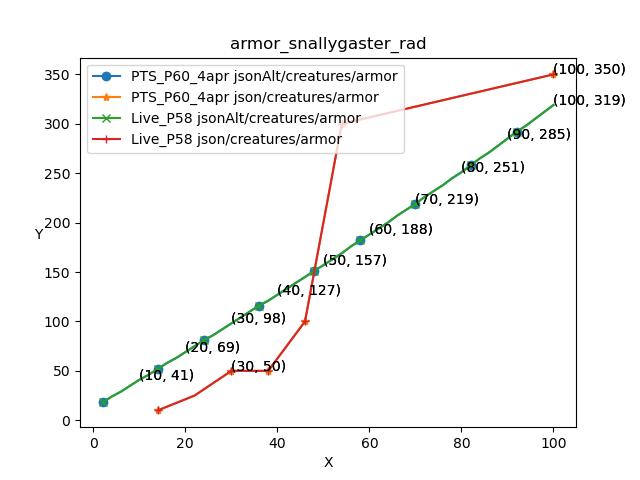 armor_snallygaster_rad
PTS_P60_4apr jsonAlt/creatures/armor
PTS_P60_4apr json/creatures/armor
Live_P58 jsonAlt/creatures/armor
Live_P58 json/creatures/armor
(100, 350)
(100, 319)
(90, 285)
(80, 251)
(70, 219)
(60, 188)
(50, 157)
(40, 127)
(30, 98)
(20, 69)
(30, 50)
(10, 41)
350
300
250
200
150
100
50
0
Y
0 20 40 60 80 100
X